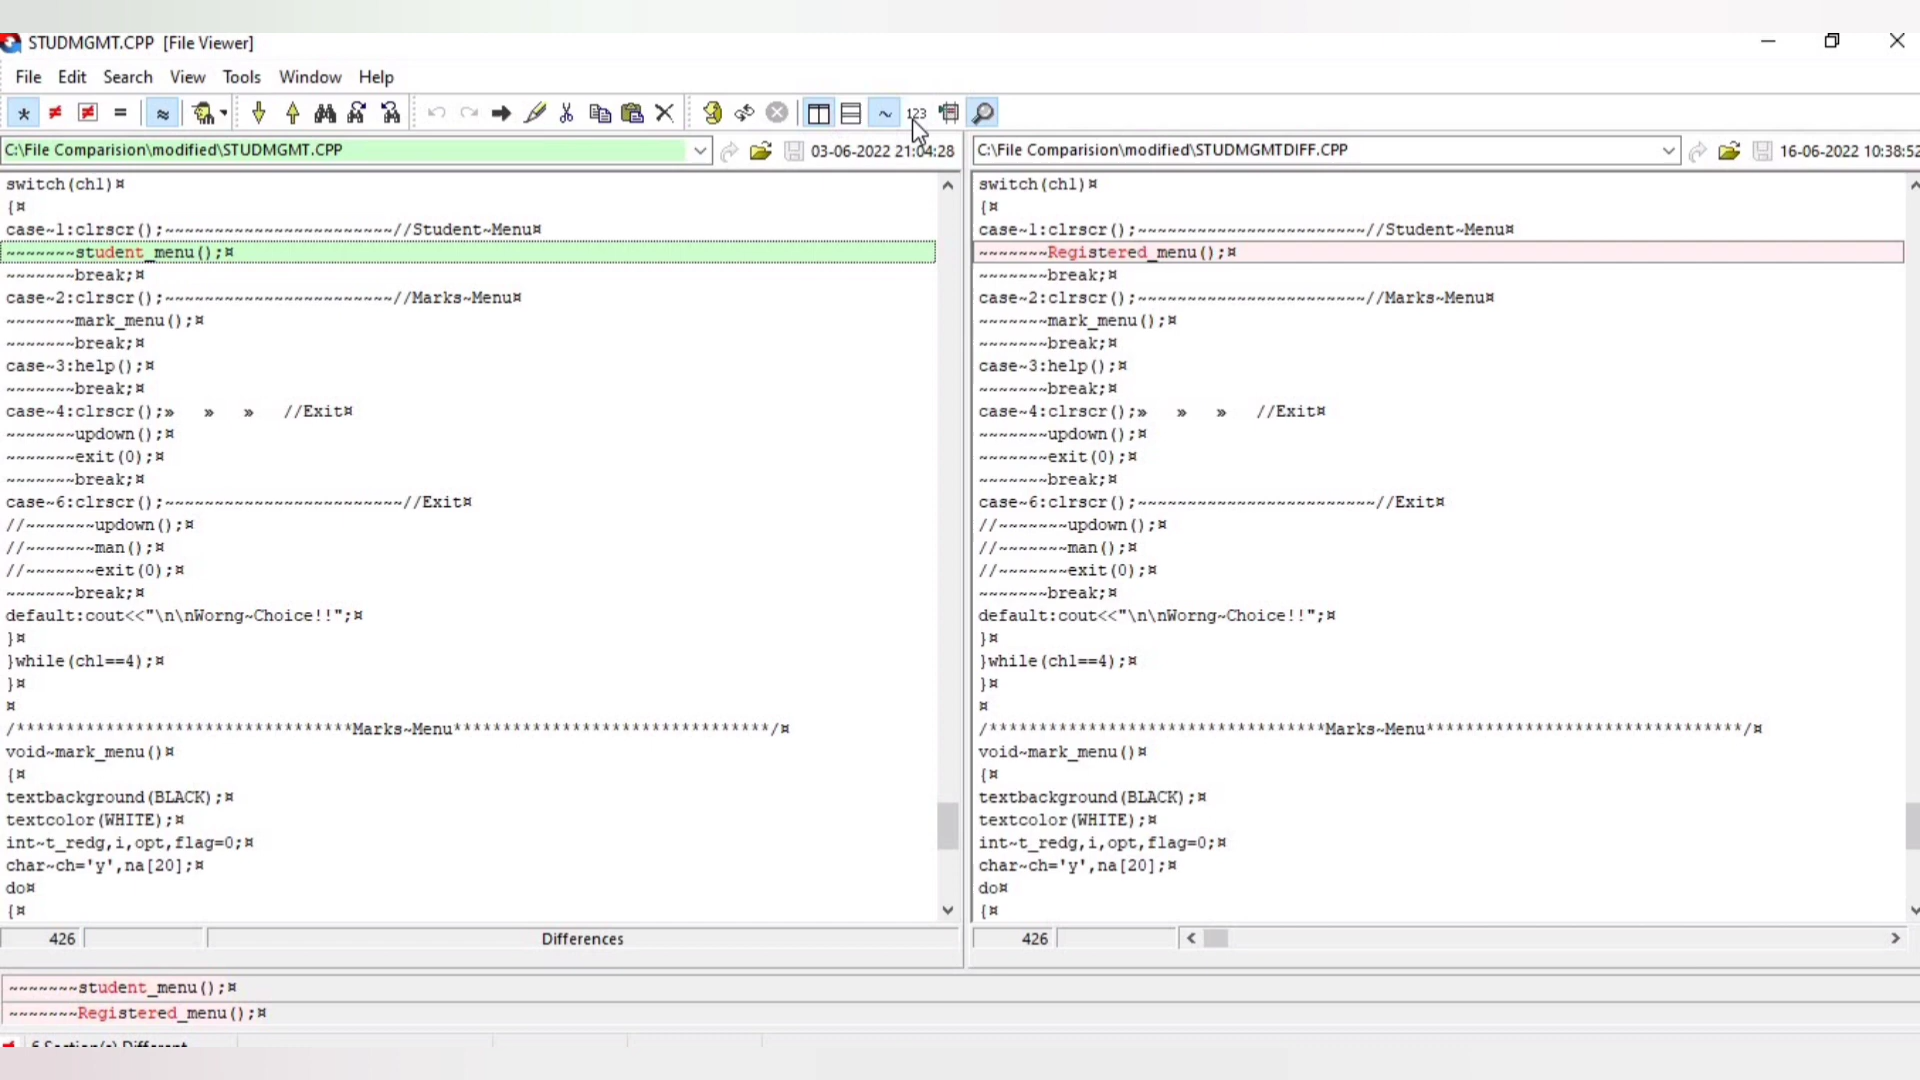 STUDMGMT.CPP [File Viewer]
File Edit Search View Tools Window Help
123
C:\File Comparision\modified\STUDMGMT.CPP 03-06-2022 21:04:28
switch(ch1)¤
{¤
case~1:clrscr();~~~~~~~~~~~~~~~~~~~~~~~//Student~Menu¤
~~~~~~~student_menu();¤
~~~~~~~break;¤
case~2:clrscr();~~~~~~~~~~~~~~~~~~~~~~~//Marks~Menu¤
~~~~~~~mark_menu();¤
~~~~~~~break;¤
case~3:help();¤
~~~~~~~break;¤
case~4:clrscr();» » » //Exit¤
~~~~~~~updown();¤
~~~~~~~exit(0);¤
~~~~~~~break;¤
case~6:clrscr();~~~~~~~~~~~~~~~~~~~~~~~~//Exit¤
//~~~~~~~updown();¤
//~~~~~~~man();¤
//~~~~~~~exit(0);¤
~~~~~~~break;¤
default:cout<<"\n\nWorng~Choice!!";¤
}¤
}while(ch1==4);¤
}¤
¤
/**********************************Marks~Menu********************************/¤
void~mark_menu()¤
{¤
textbackground(BLACK);¤
textcolor(WHITE);¤
int~t_redg,i,opt,flag=0;¤
char~ch='y',na[20];¤
do¤
{¤
426 Differences
C:\File Comparision\modified\STUDMGMTDIFF.CPP 16-06-2022 10:38:52
switch(ch1)¤
{¤
case~1:clrscr();~~~~~~~~~~~~~~~~~~~~~~~//Student~Menu¤
~~~~~~~Registered_menu();¤
~~~~~~~break;¤
case~2:clrscr();~~~~~~~~~~~~~~~~~~~~~~~//Marks~Menu¤
~~~~~~~mark_menu();¤
~~~~~~~break;¤
case~3:help();¤
~~~~~~~break;¤
case~4:clrscr();» » » //Exit¤
~~~~~~~updown();¤
~~~~~~~exit(0);¤
~~~~~~~break;¤
case~6:clrscr();~~~~~~~~~~~~~~~~~~~~~~~~//Exit¤
//~~~~~~~updown();¤
//~~~~~~~man();¤
//~~~~~~~exit(0);¤
~~~~~~~break;¤
default:cout<<"\n\nWorng~Choice!!";¤
}¤
}while(ch1==4);¤
}¤
¤
/**********************************Marks~Menu********************************/¤
void~mark_menu()¤
{¤
textbackground(BLACK);¤
textcolor(WHITE);¤
int~t_redg,i,opt,flag=0;¤
char~ch='y',na[20];¤
do¤
{¤
426
~~~~~~~student_menu();¤
~~~~~~~Registered_menu();¤
6 Section(s) Different